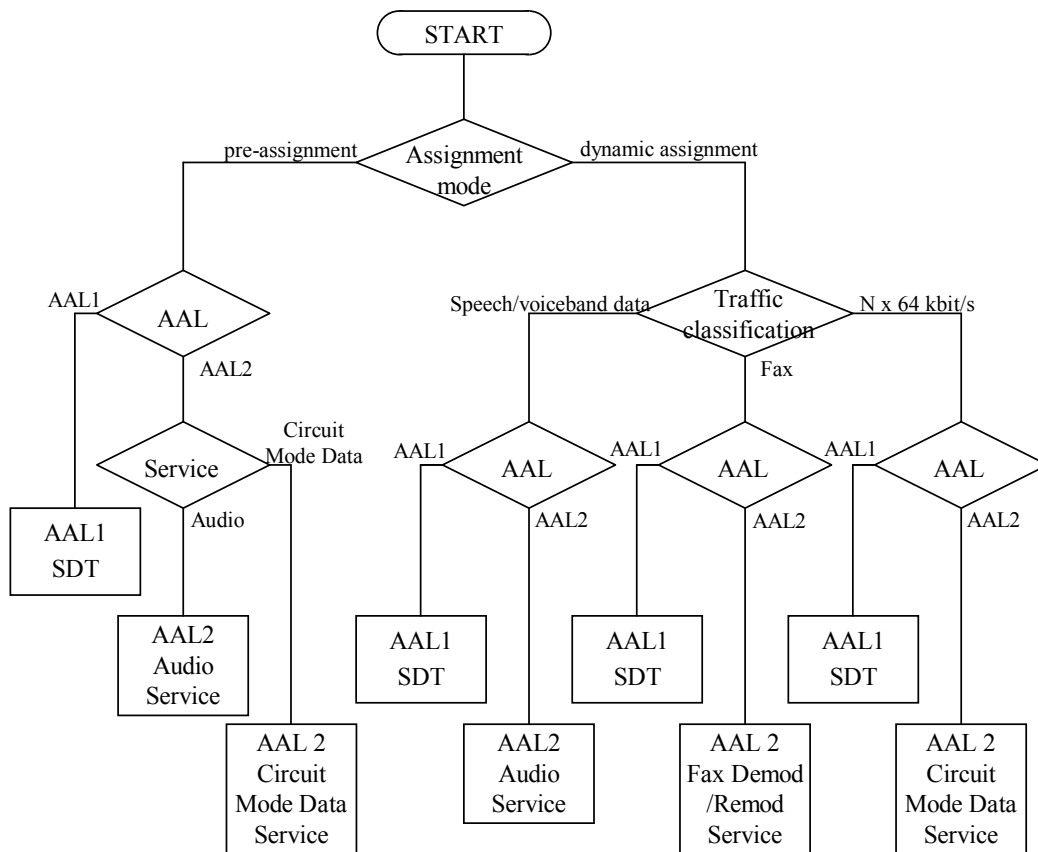 START
pre-assignment
Assignment
mode
dynamic assignment
AAL1
AAL
AAL2
Speech/voiceband data
Traffic
classification
N x 64 kbit/s
Fax
Circuit
Mode Data
Service
Audio
AAL1
AAL
AAL2
AAL1
AAL
AAL2
AAL1
AAL
AAL2
AAL1
SDT
AAL2
Audio
Service
AAL 2
Circuit
Mode Data
Service
AAL1
SDT
AAL1
SDT
AAL1
SDT
AAL2
Audio
Service
AAL 2
Fax Demod
/Remod
Service
AAL 2
Circuit
Mode Data
Service